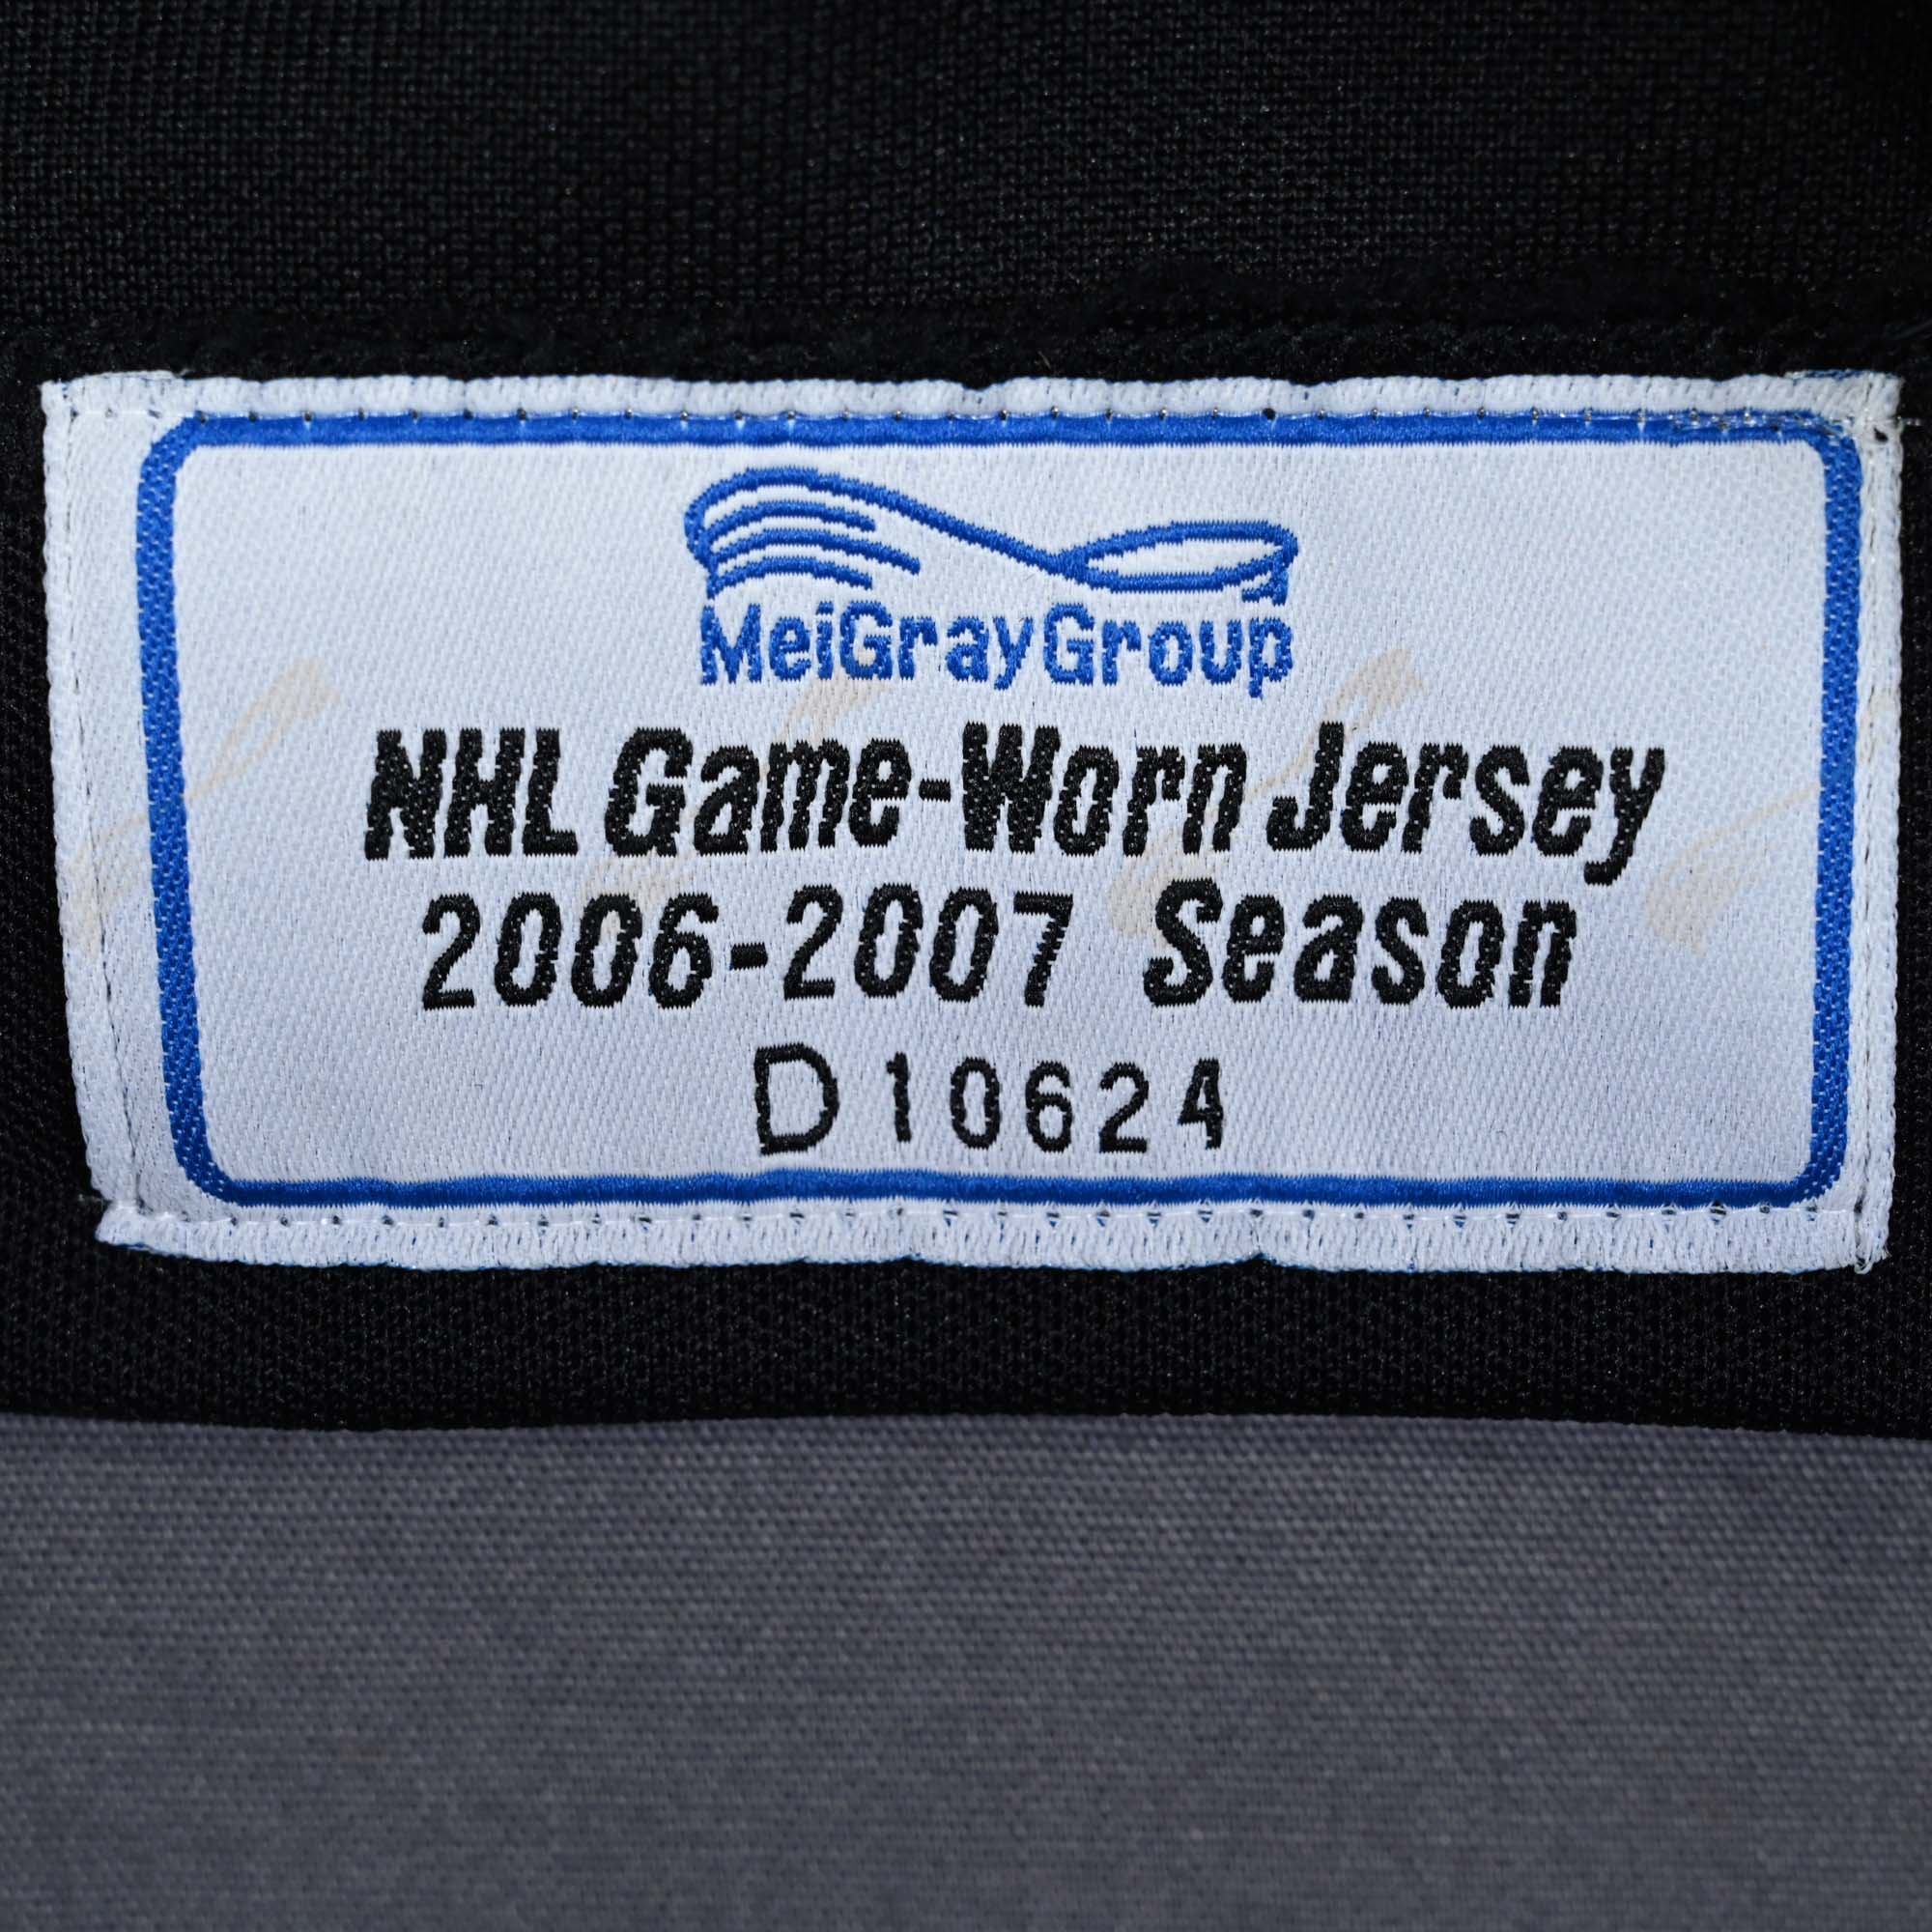 MeiGrayGroup
NHL Game-Worn Jersey
2006-2007 Season
D10624